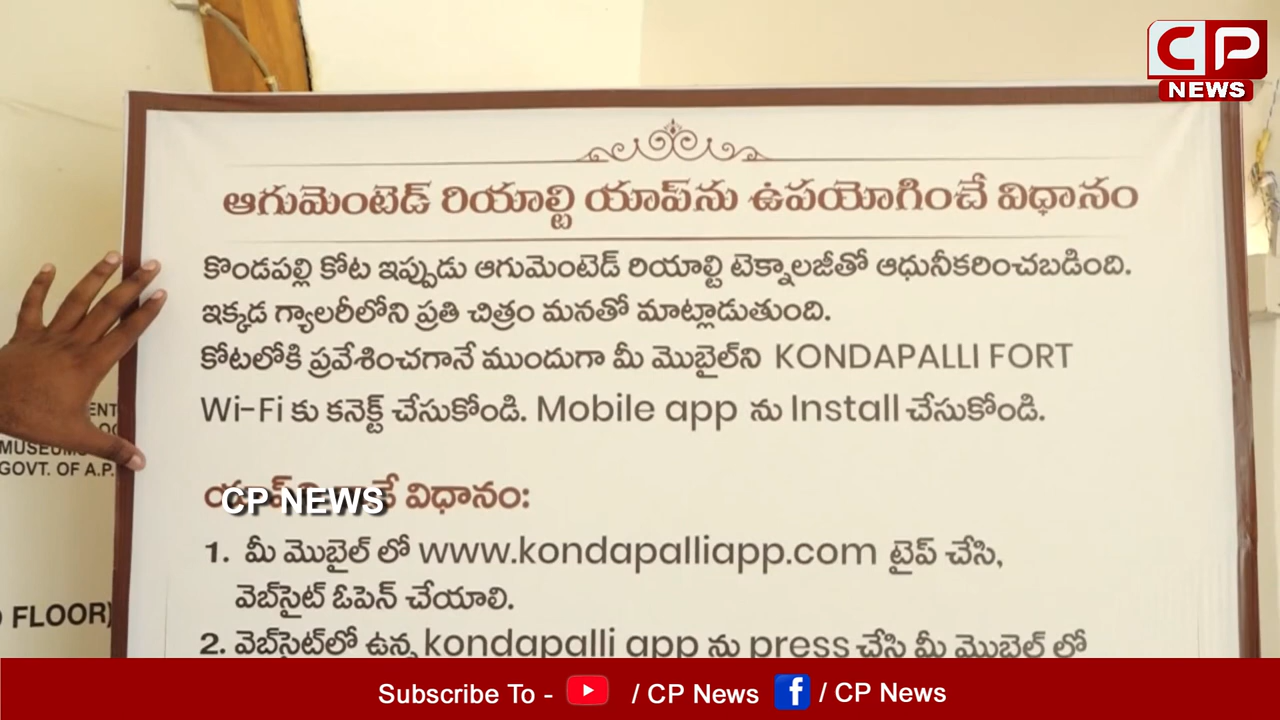 CP
NEWS
ఆగుమెంటెడ్ రియాల్టి యాప్‌ను ఉపయోగించే విధానం
కొండపల్లి కోట ఇప్పుడు ఆగుమెంటెడ్ రియాల్టి టెక్నాలజీతో ఆధునీకరించబడింది.
ఇక్కడ గ్యాలరీలోని ప్రతి చిత్రం మనతో మాట్లాడుతుంది.
కోటలోకి ప్రవేశించగానే ముందుగా మీ మొబైల్‌ని KONDAPALLI FORT
Wi-Fi కు కనెక్ట్ చేసుకోండి. Mobile app ను Install చేసుకోండి.
MUSEUMS
GOVT. OF A.P.
విధానం:
CP NEWS
1. మీ మొబైల్ లో www.kondapalliapp.com టైప్ చేసి,
వెబ్‌సైట్ ఓపెన్ చేయాలి.
FLOOR)
2. వెబ్‌సైట్‌లో ఉన్న kondapalli app ను press చేసి మీ మొబైల్ లో
Subscribe To - / CP News / CP News